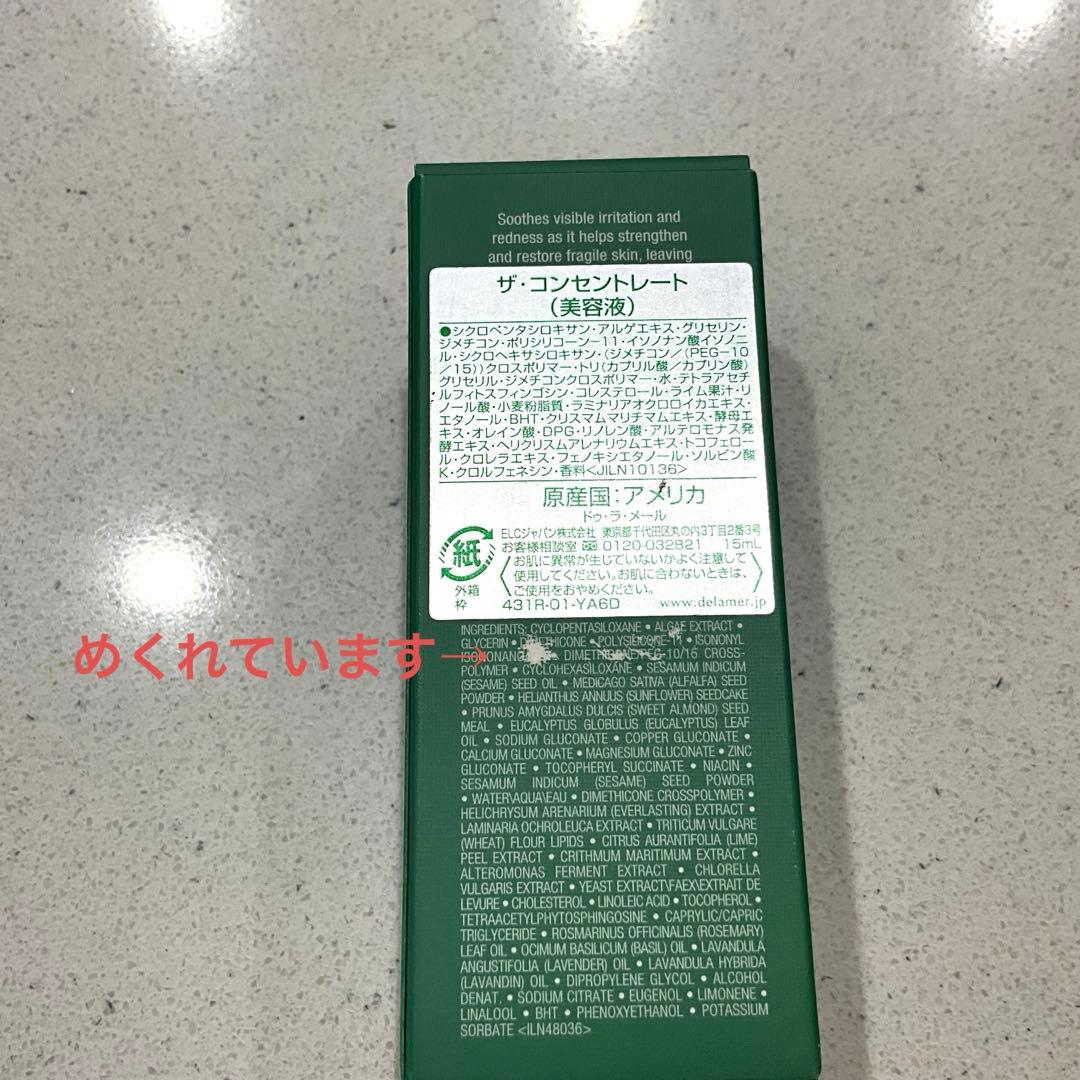 Soothes visible irritation and
redness as it helps strengthen
and restore fragile skin, leaving
ザ・コンセントレート
(美容液)
●シクロペンタシロキサン・アルゲエキス・グリセリン・
ジメチコン・ポリシリコーン-11・イソノナン酸イソノニ
ル・シクロヘキサシロキサン・(ジメチコン/(PEG-10
/15))クロスポリマー・トリ(カプリル酸/カプリン酸)
グリセリル・ジメチコンクロスポリマー・水・テトラアセチ
ルフィトスフィンゴシン・コレステロール・ライム果汁・リ
ノール酸・小麦粉脂質・ラミナリアオクロロイカエキス・
エタノール・BHT・クリスマムマリチマムエキス・酵母エ
キス・オレイン酸・DPG・リノレン酸・アルテロモナス発
酵エキス・ヘリクリスムアレナリウムエキス・トコフェロー
ル・クロレラエキス・フェノキシエタノール・ソルビン酸
K・クロルフェネシン・香料<JILN10136>
原産国:アメリカ
ドゥ・ラ・メール
ELCジャパン株式会社 東京都千代田区丸の内3丁目2番3号
お客様相談室 0120-032821 15mL
紙
外箱
枠
お肌に異常が生じていないかよく注意して
使用してください。お肌に合わないときは、
ご使用をおやめください。
431R-01-YA6D www.delamer.jp
めくれています→
INGREDIENTS: CYCLOPENTASILOXANE • ALGAE EXTRACT •
GLYCERIN • DIMETHICONE • POLYSILICONE-11 • ISONONYL
DIMETHICONE/PEG-10/15 CROSS-
POLYMER • CYCLOHEXASILOXANE • SESAMUM INDICUM
(SESAME) SEED OIL • MEDICAGO SATIVA (ALFALFA) SEED
POWDER • HELIANTHUS ANNUUS (SUNFLOWER) SEEDCAKE
• PRUNUS AMYGDALUS DULCIS (SWEET ALMOND) SEED
MEAL • EUCALYPTUS GLOBULUS (EUCALYPTUS) LEAF
OIL • SODIUM GLUCONATE • COPPER GLUCONATE •
CALCIUM GLUCONATE • MAGNESIUM GLUCONATE • ZINC
GLUCONATE • TOCOPHERYL SUCCINATE • NIACIN •
SESAMUM INDICUM (SESAME) SEED POWDER
• WATER\AQUA\EAU • DIMETHICONE CROSSPOLYMER •
HELICHRYSUM ARENARIUM (EVERLASTING) EXTRACT •
LAMINARIA OCHROLEUCA EXTRACT • TRITICUM VULGARE
(WHEAT) FLOUR LIPIDS • CITRUS AURANTIFOLIA (LIME)
PEEL EXTRACT • CRITHMUM MARITIMUM EXTRACT •
ALTEROMONAS FERMENT EXTRACT • CHLORELLA
VULGARIS EXTRACT • YEAST EXTRACT\FAEX\EXTRAIT DE
LEVURE • CHOLESTEROL • LINOLEIC ACID • TOCOPHEROL •
TETRAACETYLPHYTOSPHINGOSINE • CAPRYLIC/CAPRIC
TRIGLYCERIDE • ROSMARINUS OFFICINALIS (ROSEMARY)
LEAF OIL • OCIMUM BASILICUM (BASIL) OIL • LAVANDULA
ANGUSTIFOLIA (LAVENDER) OIL • LAVANDULA HYBRIDA
(LAVANDIN) OIL • DIPROPYLENE GLYCOL • ALCOHOL
DENAT. • SODIUM CITRATE • EUGENOL • LIMONENE •
LINALOOL • BHT • PHENOXYETHANOL • POTASSIUM
SORBATE <ILN48036>